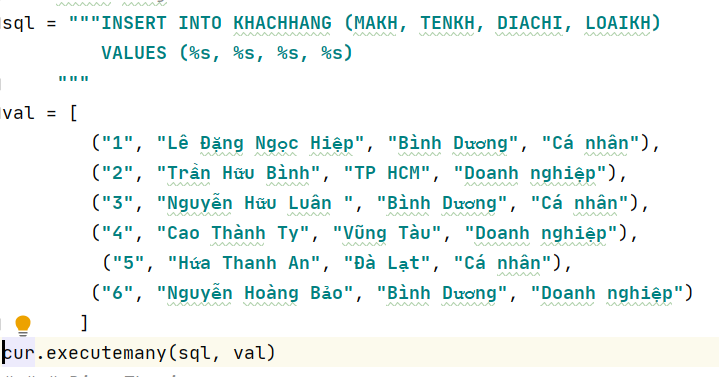 sql = """INSERT INTO KHACHHANG (MAKH, TENKH, DIACHI, LOAIKH)
VALUES (%s, %s, %s, %s)
"""
val = [
("1", "Lê Đặng Ngọc Hiệp", "Bình Dương", "Cá nhân"),
("2", "Trần Hữu Bình", "TP HCM", "Doanh nghiệp"),
("3", "Nguyễn Hữu Luân ", "Bình Dương", "Cá nhân"),
("4", "Cao Thành Ty", "Vũng Tàu", "Doanh nghiệp"),
("5", "Hứa Thanh An", "Đà Lạt", "Cá nhân"),
("6", "Nguyễn Hoàng Bảo", "Bình Dương", "Doanh nghiệp")
]
cur.executemany(sql, val)